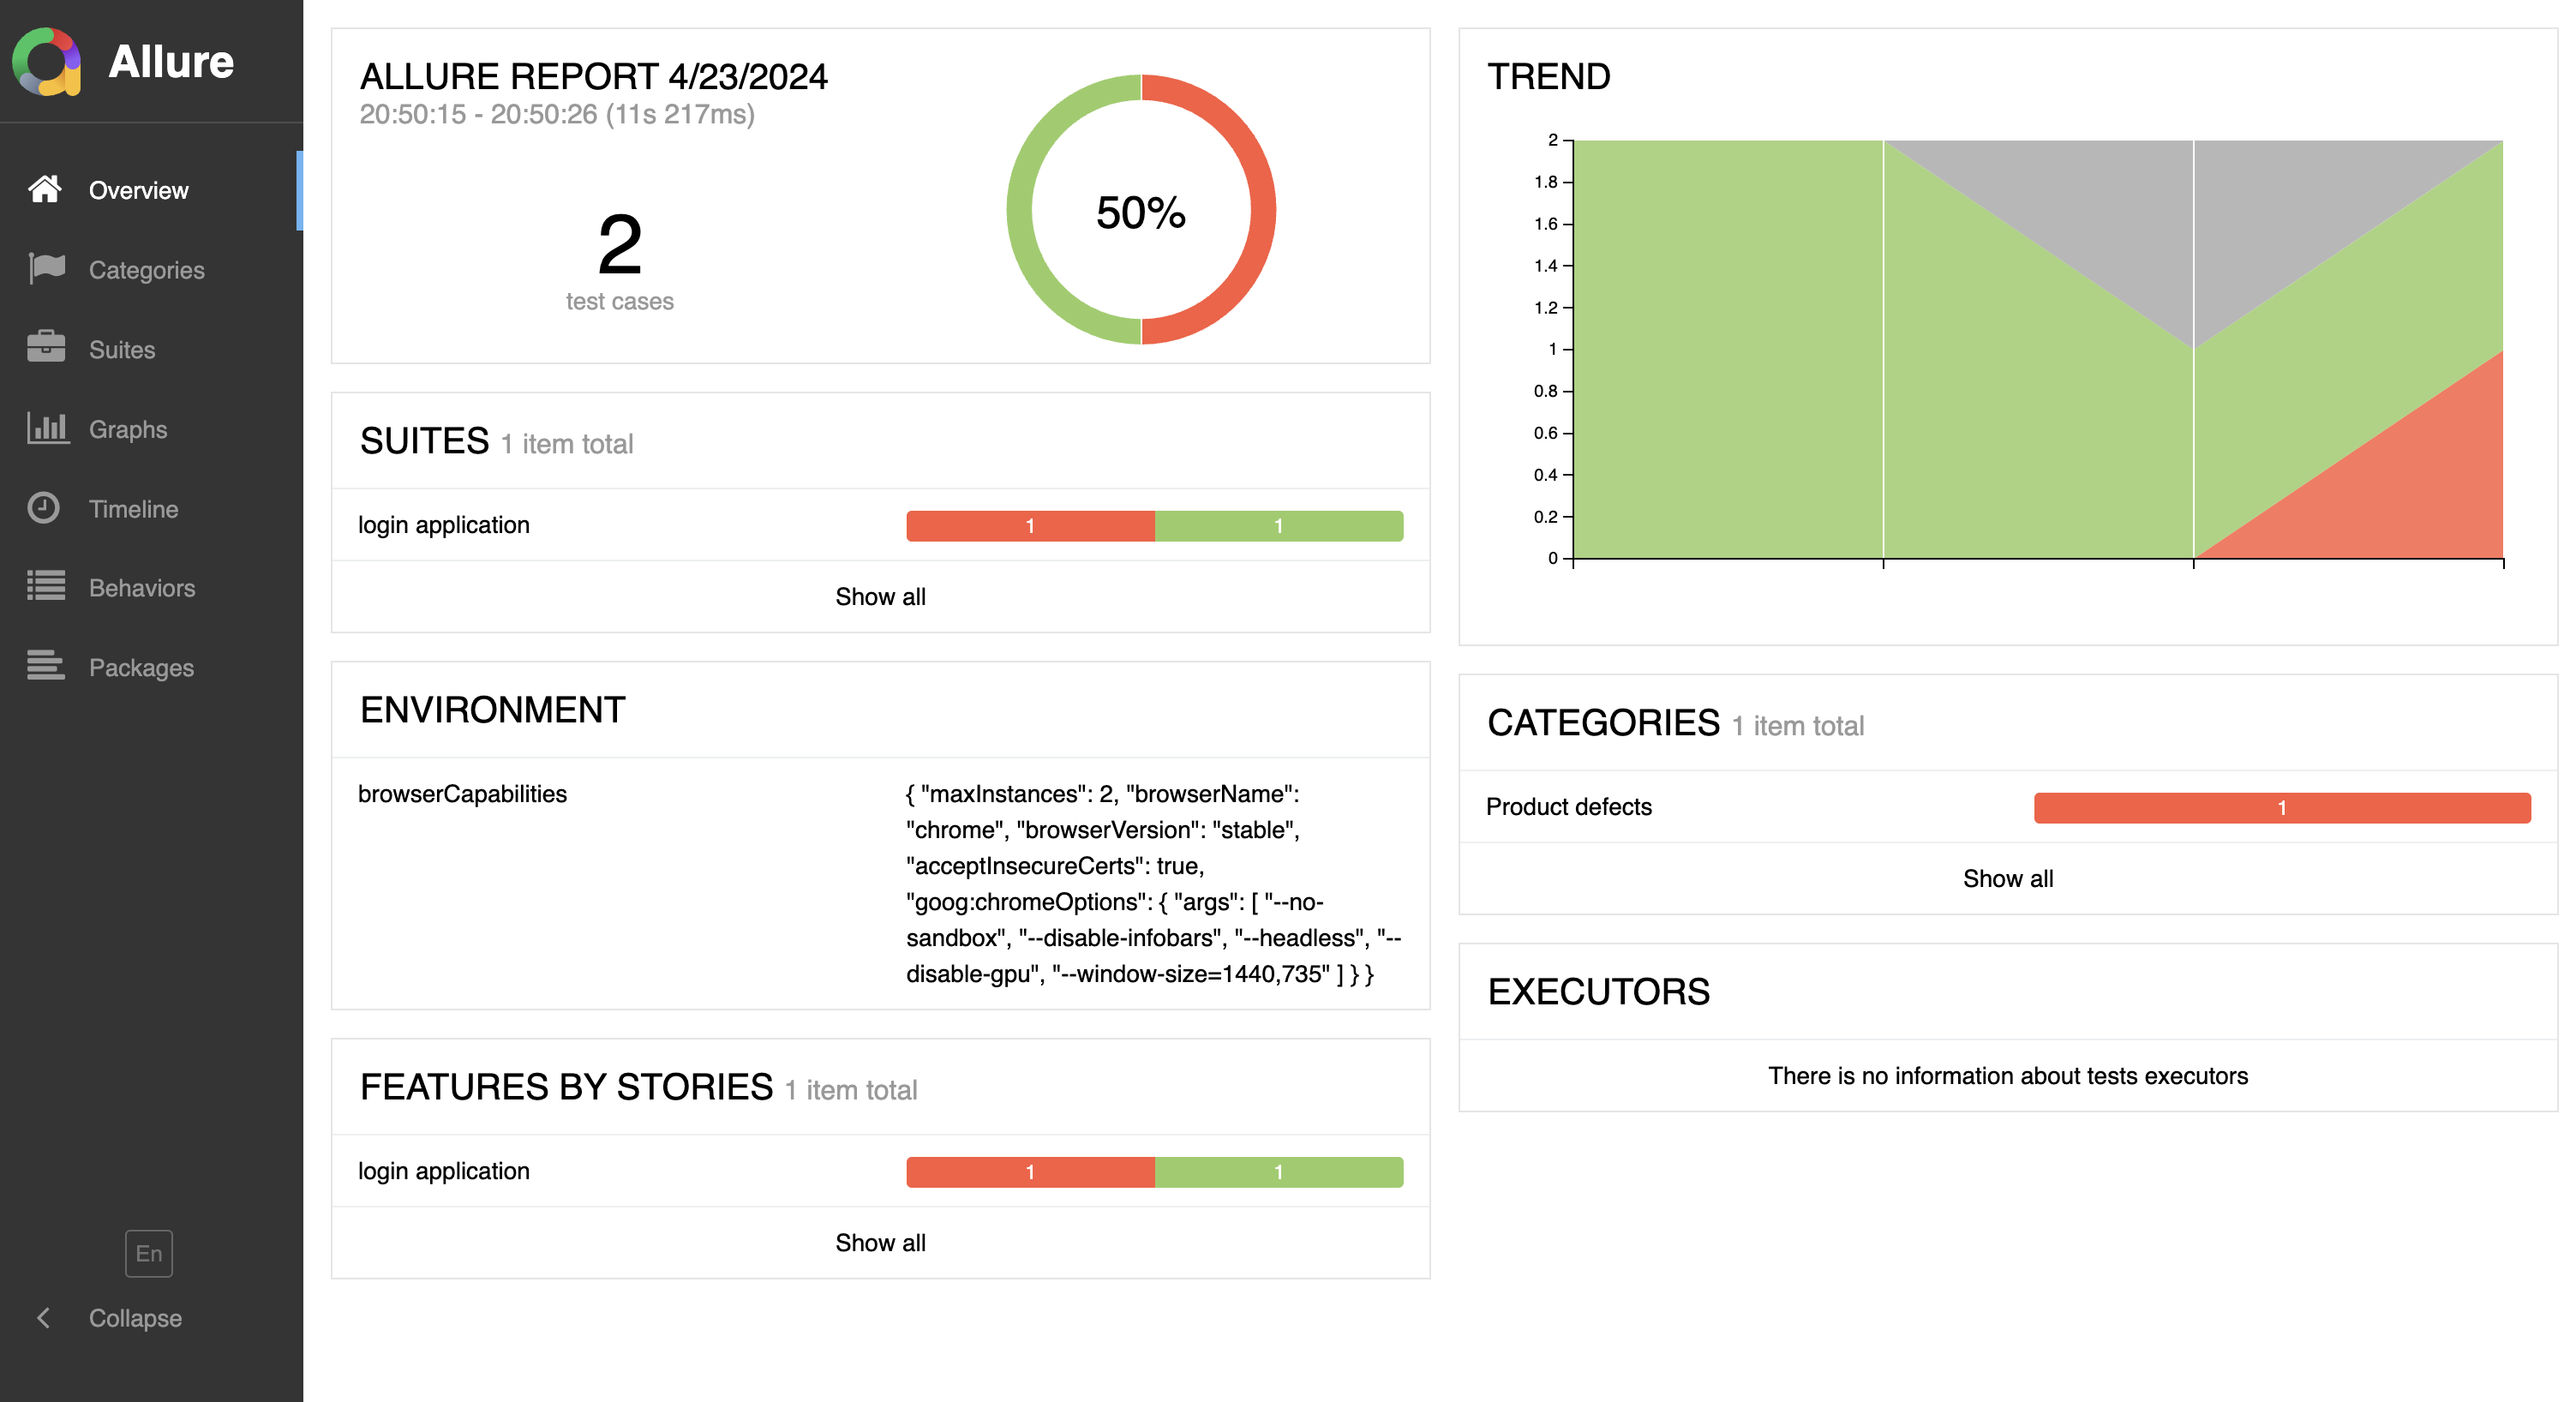 Allure
Overview
Categories
Suites
Graphs
Timeline
Behaviors
Packages
En
Collapse
ALLURE REPORT 4/23/2024
20:50:15 - 20:50:26 (11s 217ms)
2
test cases
50%
SUITES 1 item total
login application 1 1
Show all
ENVIRONMENT
browserCapabilities
{ "maxInstances": 2, "browserName":
"chrome", "browserVersion": "stable",
"acceptInsecureCerts": true,
"goog:chromeOptions": { "args": [ "--no-
sandbox", "--disable-infobars", "--headless", "--
disable-gpu", "--window-size=1440,735" ] } }
FEATURES BY STORIES 1 item total
login application 1 1
Show all
TREND
2
1.8
1.6
1.4
1.2
1
0.8
0.6
0.4
0.2
0
CATEGORIES 1 item total
Product defects 1
Show all
EXECUTORS
There is no information about tests executors